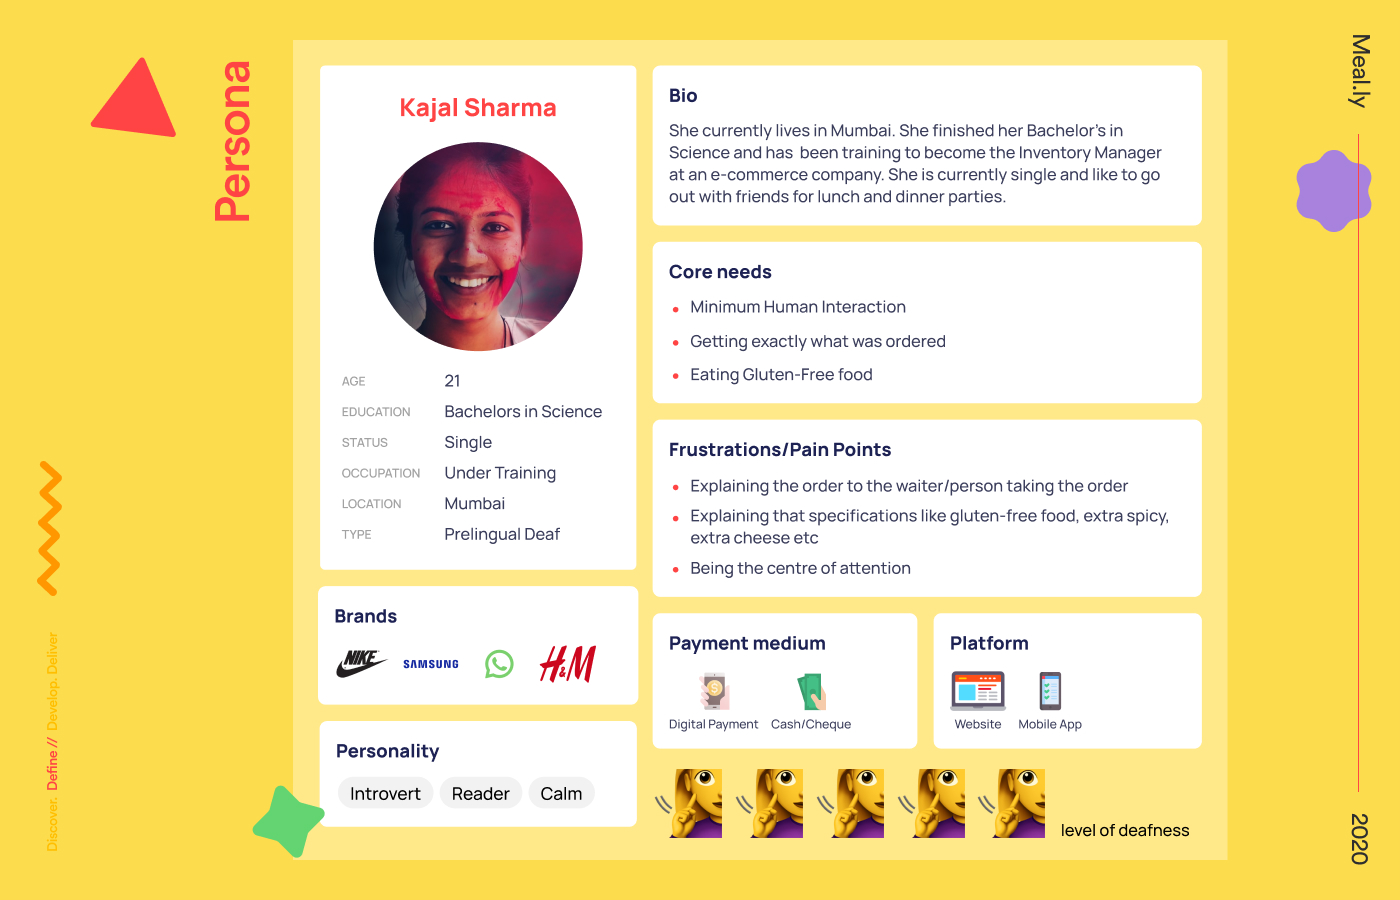 Persona
Kajal Sharma
AGE 21
EDUCATION Bachelors in Science
STATUS Single
OCCUPATION Under Training
LOCATION Mumbai
TYPE Prelingual Deaf
Brands
NIKE SAMSUNG H&M
Personality
Introvert Reader Calm
Bio
She currently lives in Mumbai. She finished her Bachelor's in
Science and has been training to become the Inventory Manager
at an e-commerce company. She is currently single and like to go
out with friends for lunch and dinner parties.
Core needs
Minimum Human Interaction
Getting exactly what was ordered
Eating Gluten-Free food
Frustrations/Pain Points
Explaining the order to the waiter/person taking the order
Explaining that specifications like gluten-free food, extra spicy,
extra cheese etc
Being the centre of attention
Payment medium
Digital Payment Cash/Cheque
Platform
Website Mobile App
level of deafness
Discover. Define // Develop. Deliver
Meal.ly
2020